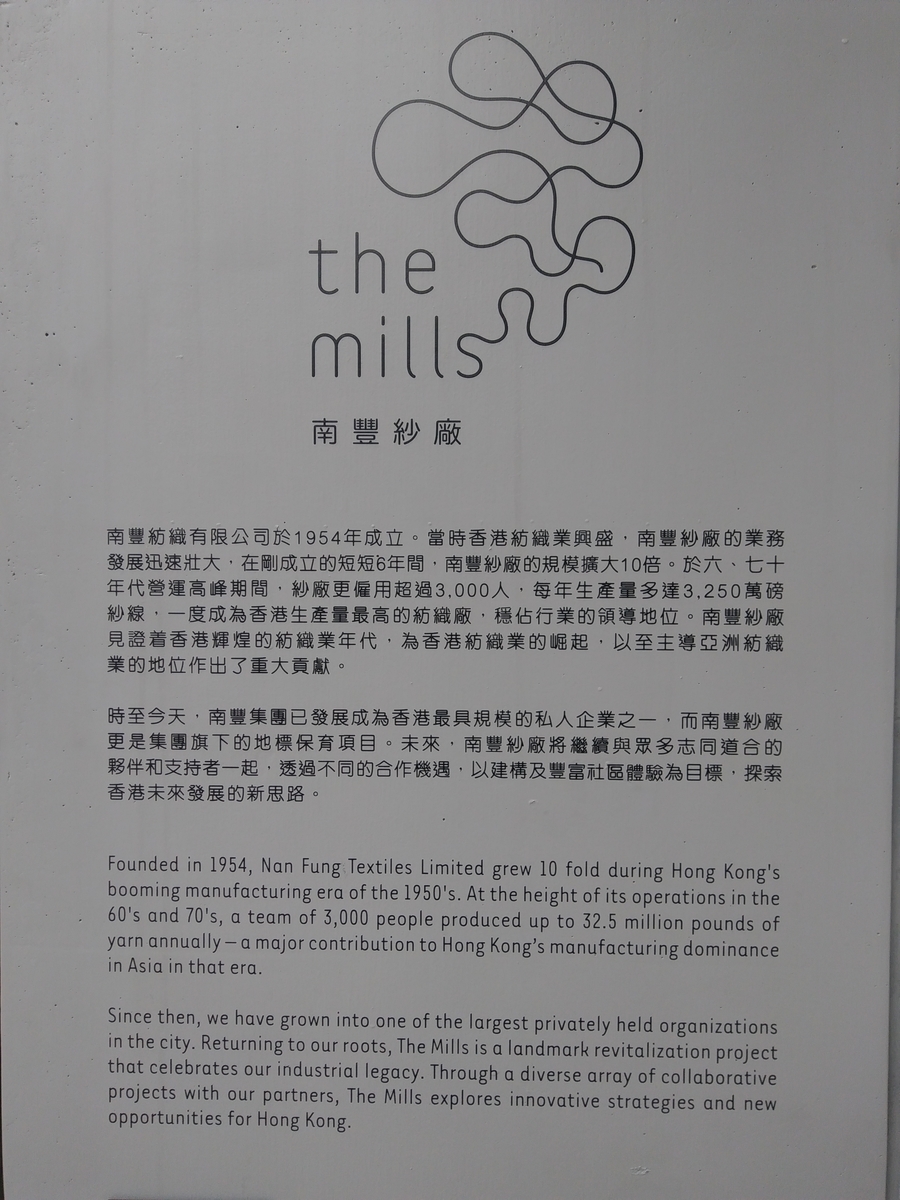 the
mills
南豐紗廠
南豐紡織有限公司於1954年成立。當時香港紡織業興盛，南豐紗廠的業務
發展迅速壯大，在剛成立的短短6年間，南豐紗廠的規模擴大10倍。於六、七十
年代營運高峰期間，紗廠更僱用超過3,000人，每年生產量多達3,250萬磅
紗線，一度成為香港生產量最高的紡織廠，穩佔行業的領導地位。南豐紗廠
見證着香港輝煌的紡織業年代，為香港紡織業的崛起，以至主導亞洲紡織
業的地位作出了重大貢獻。
時至今天，南豐集團已發展成為香港最具規模的私人企業之一，而南豐紗廠
更是集團旗下的地標保育項目。未來，南豐紗廠將繼續與眾多志同道合的
夥伴和支持者一起，透過不同的合作機遇，以建構及豐富社區體驗為目標，探索
香港未來發展的新思路。
Founded in 1954, Nan Fung Textiles Limited grew 10 fold during Hong Kong's
booming manufacturing era of the 1950's. At the height of its operations in the
60's and 70's, a team of 3,000 people produced up to 32.5 million pounds of
yarn annually – a major contribution to Hong Kong's manufacturing dominance
in Asia in that era.
Since then, we have grown into one of the largest privately held organizations
in the city. Returning to our roots, The Mills is a landmark revitalization project
that celebrates our industrial legacy. Through a diverse array of collaborative
projects with our partners, The Mills explores innovative strategies and new
opportunities for Hong Kong.